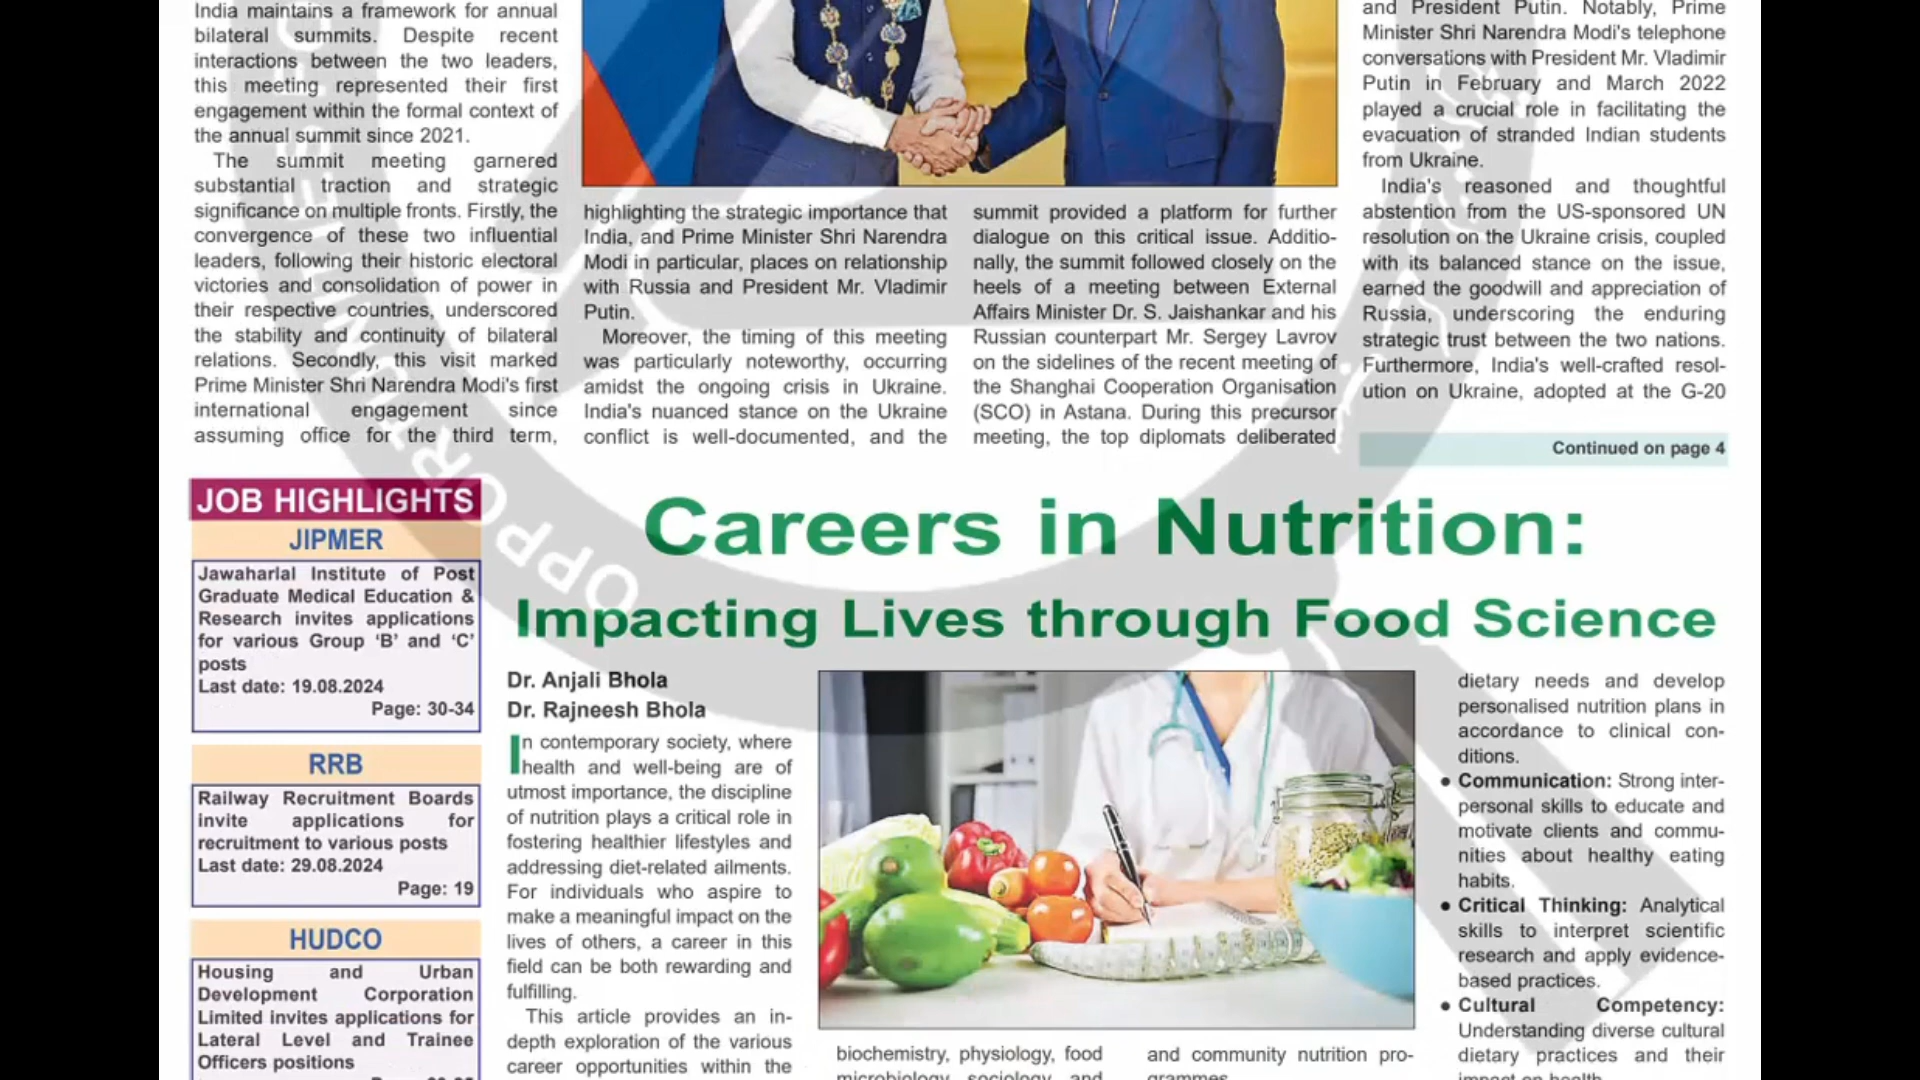 India maintains a framework for annual
bilateral summits. Despite recent
interactions between the two leaders,
this meeting represented their first
engagement within the formal context of
the annual summit since 2021.
The summit meeting garnered
substantial traction and strategic
significance on multiple fronts. Firstly, the
convergence of these two influential
leaders, following their historic electoral
victories and consolidation of power in
their respective countries, underscored
the stability and continuity of bilateral
relations. Secondly, this visit marked
Prime Minister Shri Narendra Modi's first
international engagement since
assuming office for the third term,
highlighting the strategic importance that
India, and Prime Minister Shri Narendra
Modi in particular, places on relationship
with Russia and President Mr. Vladimir
Putin.
Moreover, the timing of this meeting
was particularly noteworthy, occurring
amidst the ongoing crisis in Ukraine.
India's nuanced stance on the Ukraine
conflict is well-documented, and the
summit provided a platform for further
dialogue on this critical issue. Additio-
nally, the summit followed closely on the
heels of a meeting between External
Affairs Minister Dr. S. Jaishankar and his
Russian counterpart Mr. Sergey Lavrov
on the sidelines of the recent meeting of
the Shanghai Cooperation Organisation
(SCO) in Astana. During this precursor
meeting, the top diplomats deliberated
and President Putin. Notably, Prime
Minister Shri Narendra Modi's telephone
conversations with President Mr. Vladimir
Putin in February and March 2022
played a crucial role in facilitating the
evacuation of stranded Indian students
from Ukraine.
India's reasoned and thoughtful
abstention from the US-sponsored UN
resolution on the Ukraine crisis, coupled
with its balanced stance on the issue,
earned the goodwill and appreciation of
Russia, underscoring the enduring
strategic trust between the two nations.
Furthermore, India's well-crafted resol-
ution on Ukraine, adopted at the G-20
Continued on page 4
JOB HIGHLIGHTS
JIPMER
Jawaharlal Institute of Post
Graduate Medical Education &
Research invites applications
for various Group ‘B’ and ‘C’
posts
Last date: 19.08.2024
Page: 30-34
RRB
Railway Recruitment Boards
invite applications for
recruitment to various posts
Last date: 29.08.2024
Page: 19
HUDCO
Housing and Urban
Development Corporation
Limited invites applications for
Lateral Level and Trainee
Officers positions
Careers in Nutrition:
Impacting Lives through Food Science
Dr. Anjali Bhola
Dr. Rajneesh Bhola
In contemporary society, where
health and well-being are of
utmost importance, the discipline
of nutrition plays a critical role in
fostering healthier lifestyles and
addressing diet-related ailments.
For individuals who aspire to
make a meaningful impact on the
lives of others, a career in this
field can be both rewarding and
fulfilling.
This article provides an in-
depth exploration of the various
career opportunities within the
biochemistry, physiology, food
microbiology, sociology, and
and community nutrition pro-
grammes.
dietary needs and develop
personalised nutrition plans in
accordance to clinical con-
ditions.
● Communication: Strong inter-
personal skills to educate and
motivate clients and commu-
nities about healthy eating
habits.
● Critical Thinking: Analytical
skills to interpret scientific
research and apply evidence-
based practices.
● Cultural Competency:
Understanding diverse cultural
dietary practices and their
impact on health.